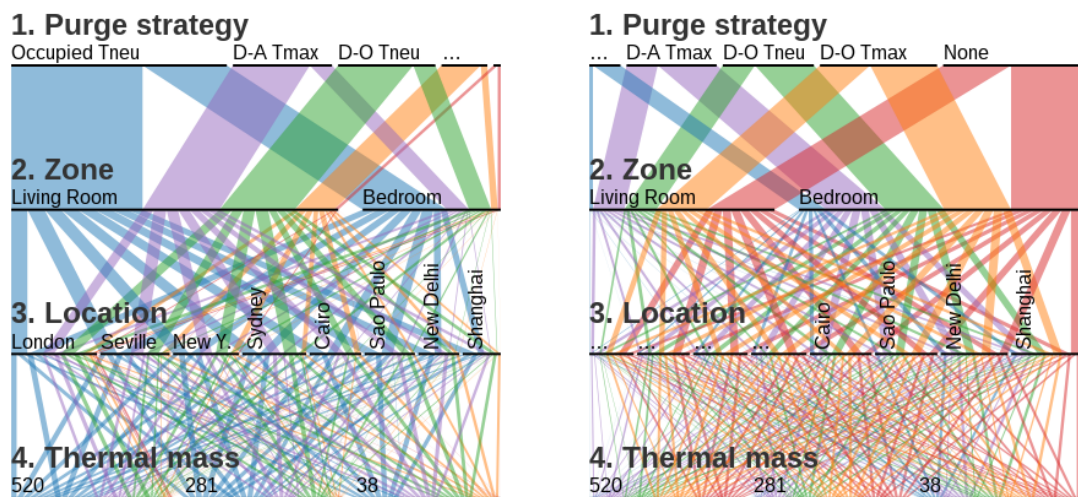 1. Purge strategy
Occupied Tneu D-A Tmax D-O Tneu ...
2. Zone
Living Room Bedroom
3. Location
London Seville New Y. Sydney Cairo Sao Paulo New Delhi Shanghai
4. Thermal mass
520 281 38
1. Purge strategy
... D-A Tmax D-O Tneu D-O Tmax None
2. Zone
Living Room Bedroom
3. Location
... ... ... ... Cairo Sao Paulo New Delhi Shanghai
4. Thermal mass
520 281 38